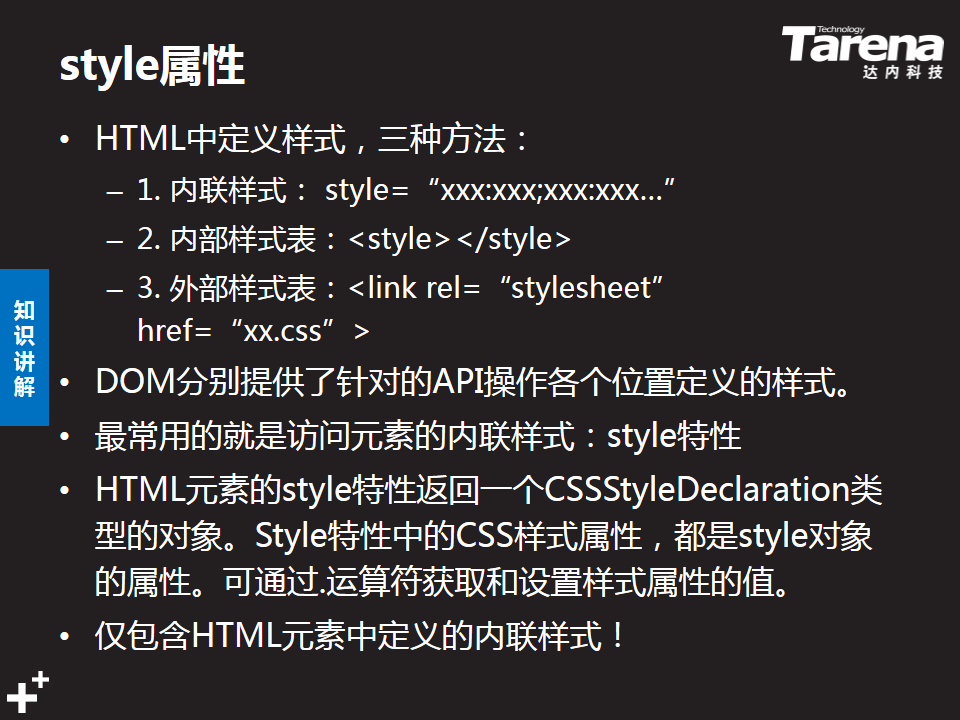 style属性
Technology
Tarena
达内科技
• HTML中定义样式，三种方法：
– 1. 内联样式： style=“xxx:xxx;xxx:xxx…”
– 2. 内部样式表：<style></style>
– 3. 外部样式表：<link rel=“stylesheet”
href=“xx.css”>
知识讲解
• DOM分别提供了针对的API操作各个位置定义的样式。
• 最常用的就是访问元素的内联样式：style特性
• HTML元素的style特性返回一个CSSStyleDeclaration类
型的对象。Style特性中的CSS样式属性，都是style对象
的属性。可通过.运算符获取和设置样式属性的值。
• 仅包含HTML元素中定义的内联样式！